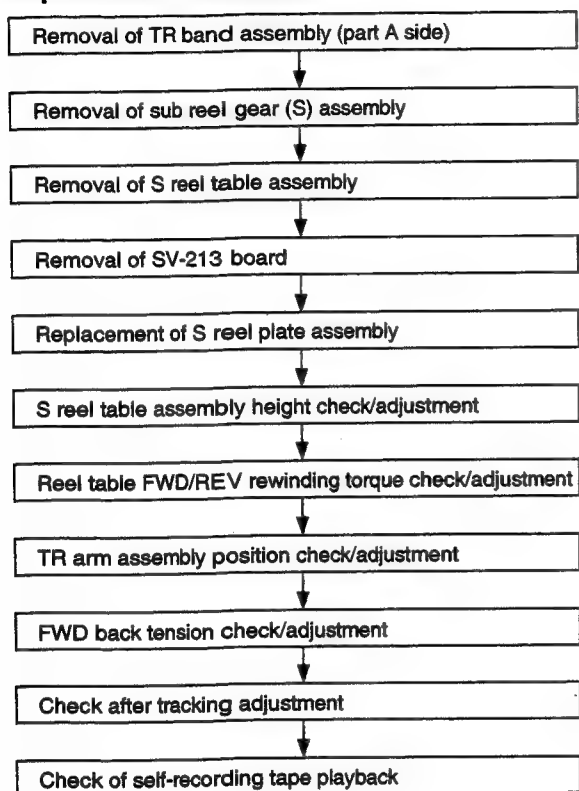 Removal of TR band assembly (part A side)
Removal of sub reel gear (S) assembly
Removal of S reel table assembly
Removal of SV-213 board
Replacement of S reel plate assembly
S reel table assembly height check/adjustment
Reel table FWD/REV rewinding torque check/adjustment
TR arm assembly position check/adjustment
FWD back tension check/adjustment
Check after tracking adjustment
Check of self-recording tape playback